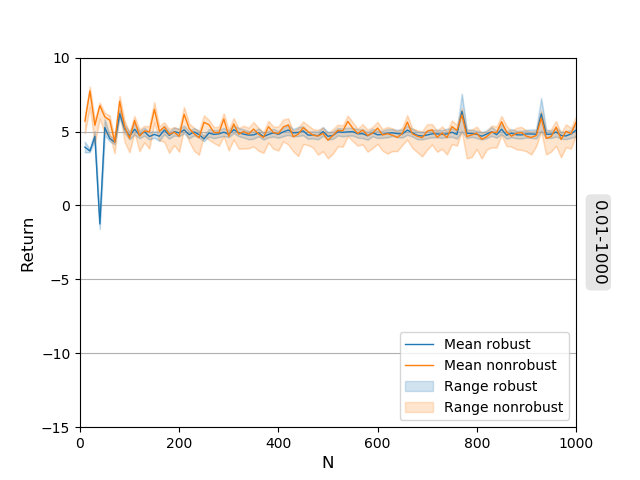 10
5
0
−5
−10
−15
Return
0
200
400
600
800
1000
N
0.01-1000
Mean robust
Mean nonrobust
Range robust
Range nonrobust